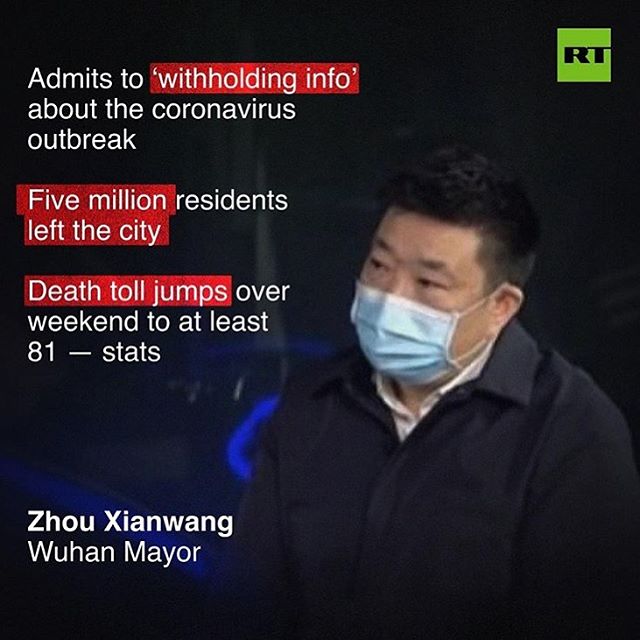 RT
Admits to ‘withholding info’
about the coronavirus
outbreak
Five million residents
left the city
Death toll jumps over
weekend to at least
81 — stats
Zhou Xianwang
Wuhan Mayor